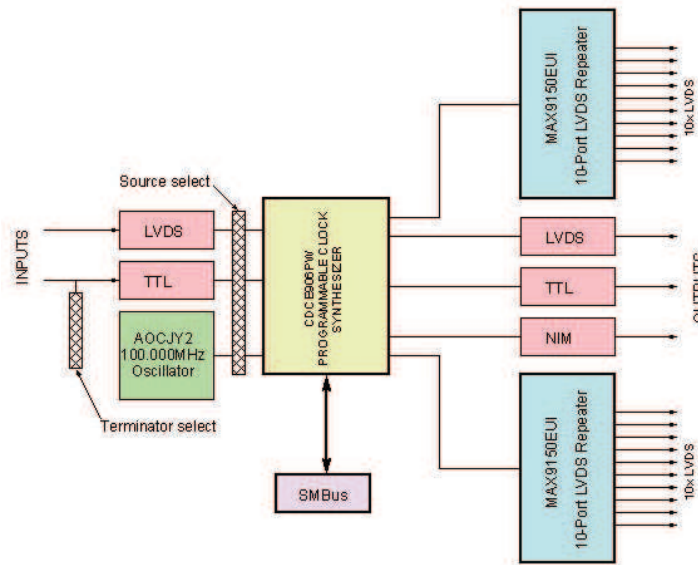 MAX9150EUI
10-Port LVDS Repeater
10x LVDS
Source select
INPUTS
LVDS
TTL
AOCJY2
100.000MHz
Oscillator
Terminator select
CDCE906PW
PROGRAMMABLE CLOCK
SYNTHESIZER
SMBus
LVDS
TTL
NIM
OUTPUTS
MAX9150EUI
10-Port LVDS Repeater
10x LVDS